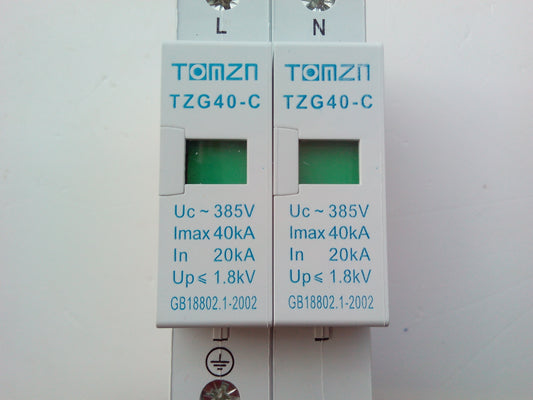 L N
TOMZN TOMZN
TZG40-C TZG40-C
Uc ~ 385V Uc ~ 385V
Imax 40kA Imax 40kA
In 20kA In 20kA
Up ≤ 1.8kV Up ≤ 1.8kV
GB18802.1-2002 GB18802.1-2002